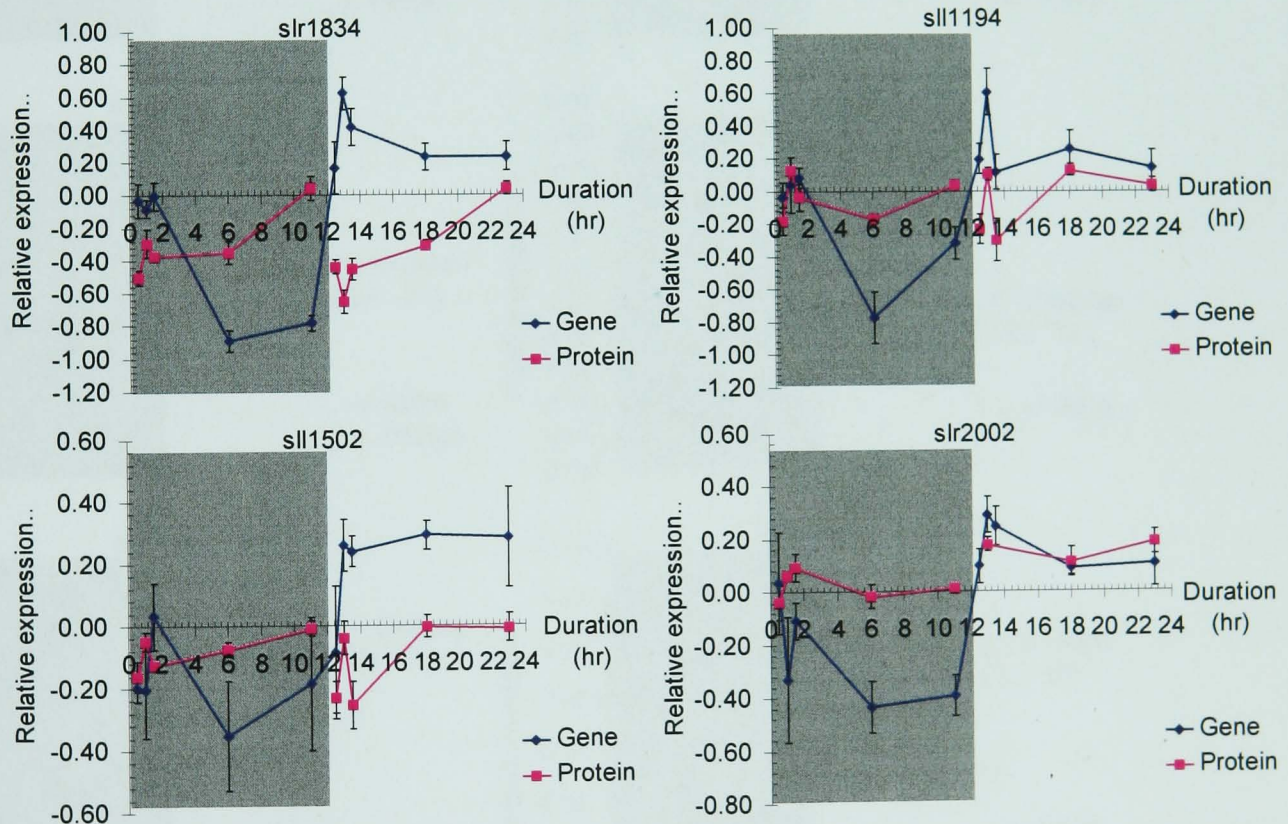 slr1834
1.00
0.80
0.60
0.40
0.20
0.00
-0.20
-0.40
-0.60
-0.80
-1.00
-1.20
Relative expression..
0 2 4 6 8 10 12 14 16 18 20 22 24
Duration
(hr)
Gene
Protein
sll1194
1.00
0.80
0.60
0.40
0.20
0.00
-0.20
-0.40
-0.60
-0.80
-1.00
-1.20
Relative expression..
0 2 4 6 8 10 12 14 16 18 20 22 24
Duration
(hr)
Gene
Protein
sll1502
0.60
0.40
0.20
0.00
-0.20
-0.40
-0.60
Relative expression..
0 2 4 6 8 10 12 14 16 18 20 22 24
Duration
(hr)
Gene
Protein
slr2002
0.60
0.40
0.20
0.00
-0.20
-0.40
-0.60
-0.80
Relative expression..
0 2 4 6 8 10 12 14 16 18 20 22 24
Duration
(hr)
Gene
Protein